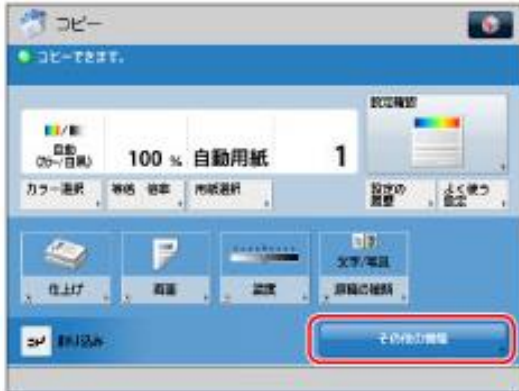 コピー
コピーできます。
設定確認
自動
(カラー/白黒)
100 %
自動用紙
1
カラー選択
等倍 倍率
用紙選択
設定の
履歴
よく使う
設定
文字/写真
仕上げ
両面
濃度
原稿の種類
割り込み
その他の機能